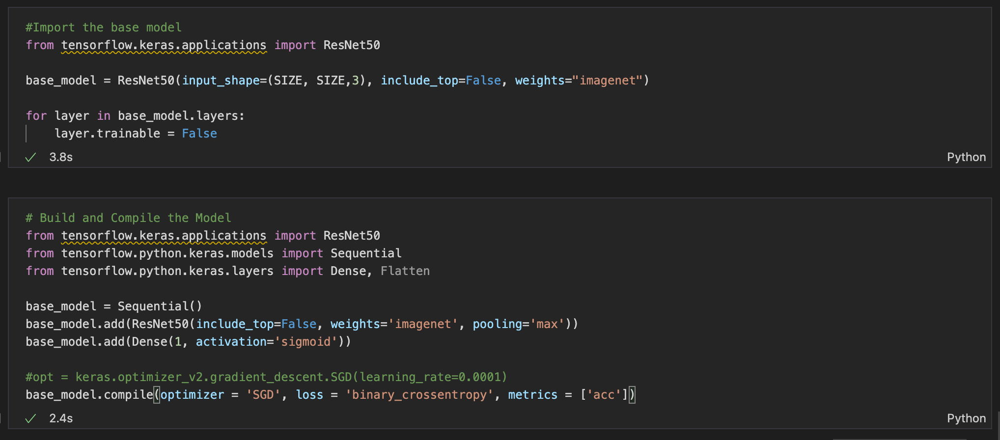 #Import the base model
from tensorflow.keras.applications import ResNet50
base_model = ResNet50(input_shape=(SIZE, SIZE,3), include_top=False, weights="imagenet")
for layer in base_model.layers:
    layer.trainable = False
✓ 3.8s
Python
# Build and Compile the Model
from tensorflow.keras.applications import ResNet50
from tensorflow.python.keras.models import Sequential
from tensorflow.python.keras.layers import Dense, Flatten
base_model = Sequential()
base_model.add(ResNet50(include_top=False, weights='imagenet', pooling='max'))
base_model.add(Dense(1, activation='sigmoid'))
#opt = keras.optimizer_v2.gradient_descent.SGD(learning_rate=0.0001)
base_model.compile(optimizer = 'SGD', loss = 'binary_crossentropy', metrics = ['acc'])
✓ 2.4s
Python